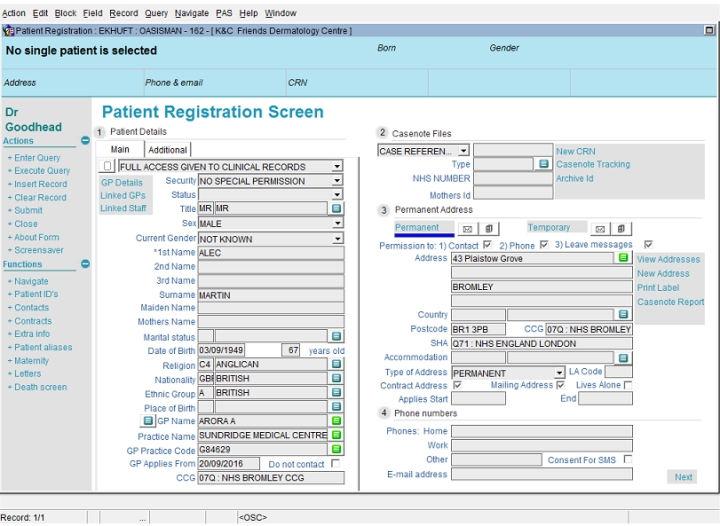 Action Edit Block Field Record Query Navigate PAS Help Window
Patient Registration : EKHUFT : OASISMAN - 162 - [ K&C Friends Dermatology Centre ]
No single patient is selected
Born
Gender
Address
Phone & email
CRN
Dr
Goodhead
Actions
+ Enter Query
+ Execute Query
+ Insert Record
+ Clear Record
+ Submit
+ Close
+ About Form
+ Screensaver
Functions
+ Navigate
+ Patient ID's
+ Contacts
+ Contracts
+ Extra info
+ Patient aliases
+ Maternity
+ Letters
+ Death screen
Patient Registration Screen
1 Patient Details
Main Additional
FULL ACCESS GIVEN TO CLINICAL RECORDS
GP Details
Linked GPs
Linked Staff
Security NO SPECIAL PERMISSION
Status
Title MR MR
Sex MALE
Current Gender NOT KNOWN
*1st Name ALEC
2nd Name
3rd Name
Surname MARTIN
Maiden Name
Mothers Name
Marital status
Date of Birth 03/09/1949 67 years old
Religion C4 ANGLICAN
Nationality GBR BRITISH
Ethnic Group A BRITISH
Place of Birth
GP Name ARORA A
Practice Name SUNDRIDGE MEDICAL CENTRE
GP Practice Code G84629
GP Applies From 20/09/2016 Do not contact
CCG 07Q : NHS BROMLEY CCG
2 Casenote Files
CASE REFEREN...
Type
NHS NUMBER
Mothers Id
New CRN
Casenote Tracking
Archive Id
3 Permanent Address
Permanent Temporary
Permission to: 1) Contact 2) Phone 3) Leave messages
Address 43 Plaistow Grove
BROMLEY
View Addresses
New Address
Print Label
Casenote Report
Country
Postcode BR1 3PB CCG 07Q : NHS BROMLEY
SHA Q71 : NHS ENGLAND LONDON
Accommodation
Type of Address PERMANENT LA Code
Contract Address Mailing Address Lives Alone
Applies Start End
4 Phone numbers
Phones: Home
Work
Other Consent For SMS
E-mail address
Next
Record: 1/1 ... <OSC>